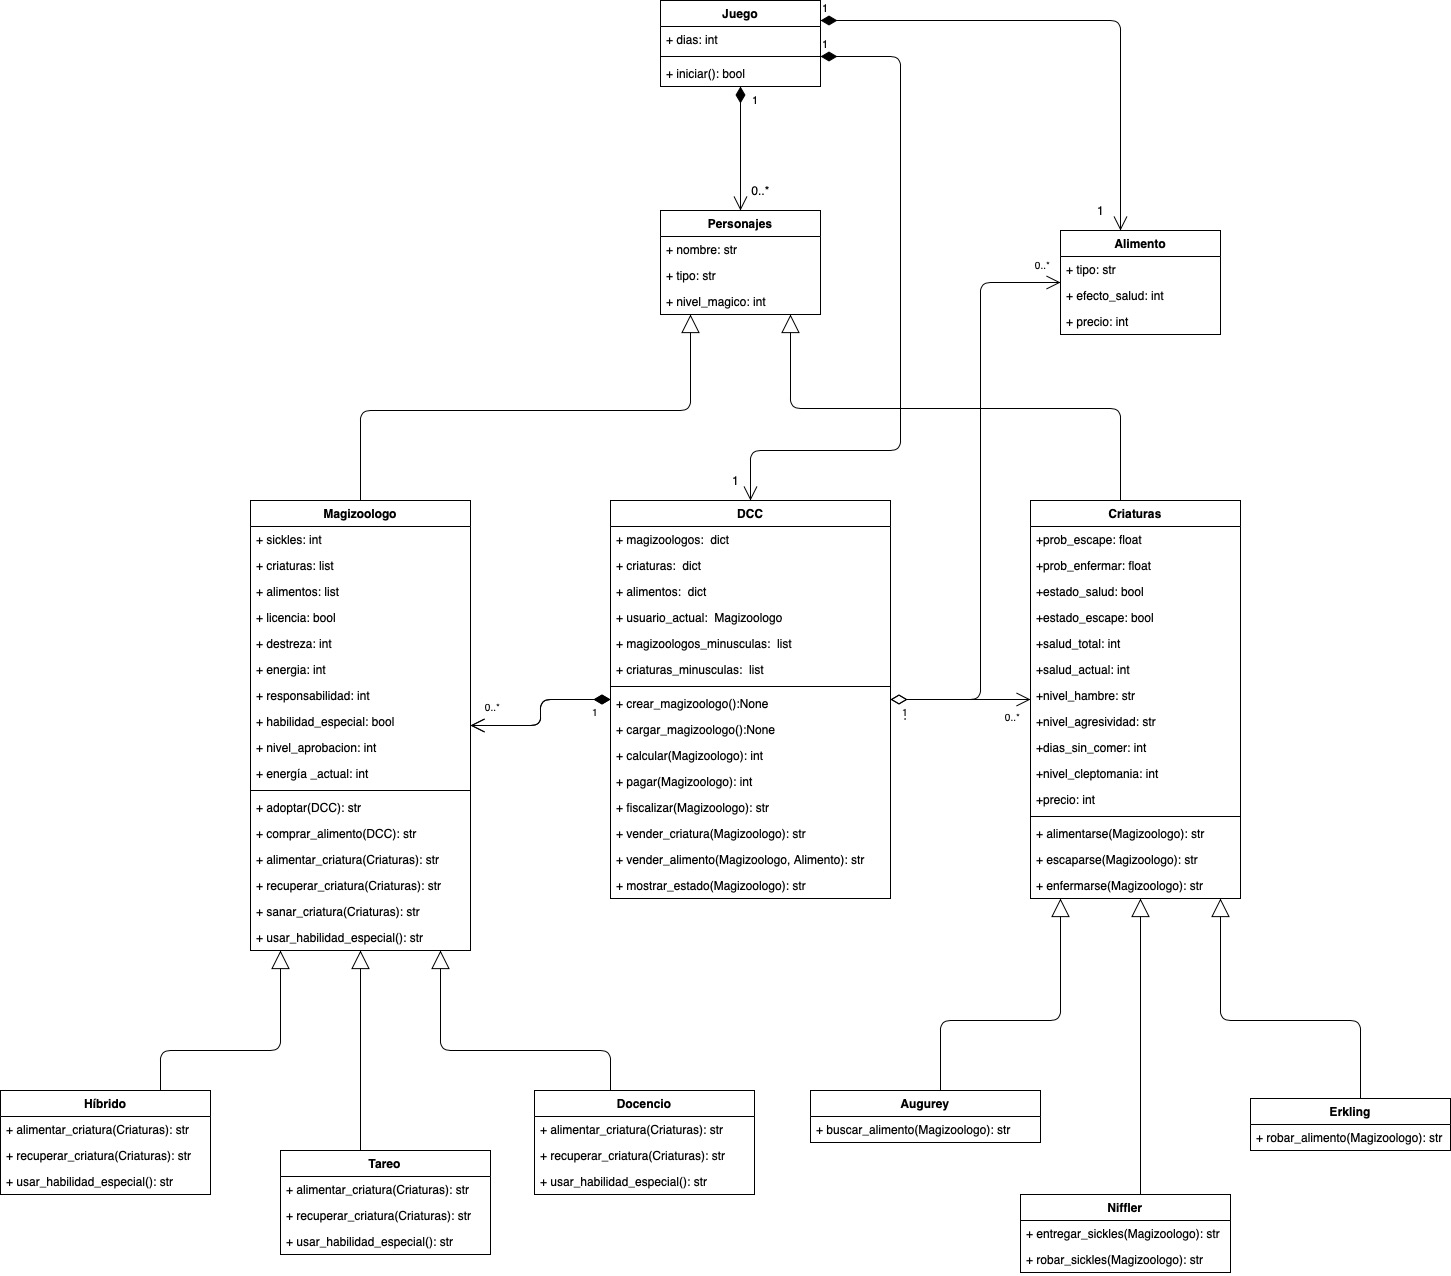 Juego
+ dias: int
+ iniciar(): bool
1
1
1
0..*
1
Personajes
+ nombre: str
+ tipo: str
+ nivel_magico: int
Alimento
+ tipo: str
+ efecto_salud: int
+ precio: int
0..*
1
Magizoologo
+ sickles: int
+ criaturas: list
+ alimentos: list
+ licencia: bool
+ destreza: int
+ energia: int
+ responsabilidad: int
+ habilidad_especial: bool
+ nivel_aprobacion: int
+ energía _actual: int
+ adoptar(DCC): str
+ comprar_alimento(DCC): str
+ alimentar_criatura(Criaturas): str
+ recuperar_criatura(Criaturas): str
+ sanar_criatura(Criaturas): str
+ usar_habilidad_especial(): str
0..*
1
DCC
+ magizoologos:  dict
+ criaturas:  dict
+ alimentos:  dict
+ usuario_actual:  Magizoologo
+ magizoologos_minusculas:  list
+ criaturas_minusculas:  list
+ crear_magizoologo():None
+ cargar_magizoologo():None
+ calcular(Magizoologo): int
+ pagar(Magizoologo): int
+ fiscalizar(Magizoologo): str
+ vender_criatura(Magizoologo): str
+ vender_alimento(Magizoologo, Alimento): str
+ mostrar_estado(Magizoologo): str
1
0..*
Criaturas
+prob_escape: float
+prob_enfermar: float
+estado_salud: bool
+estado_escape: bool
+salud_total: int
+salud_actual: int
+nivel_hambre: str
+nivel_agresividad: str
+dias_sin_comer: int
+nivel_cleptomania: int
+precio: int
+ alimentarse(Magizoologo): str
+ escaparse(Magizoologo): str
+ enfermarse(Magizoologo): str
Híbrido
+ alimentar_criatura(Criaturas): str
+ recuperar_criatura(Criaturas): str
+ usar_habilidad_especial(): str
Tareo
+ alimentar_criatura(Criaturas): str
+ recuperar_criatura(Criaturas): str
+ usar_habilidad_especial(): str
Docencio
+ alimentar_criatura(Criaturas): str
+ recuperar_criatura(Criaturas): str
+ usar_habilidad_especial(): str
Augurey
+ buscar_alimento(Magizoologo): str
Niffler
+ entregar_sickles(Magizoologo): str
+ robar_sickles(Magizoologo): str
Erkling
+ robar_alimento(Magizoologo): str